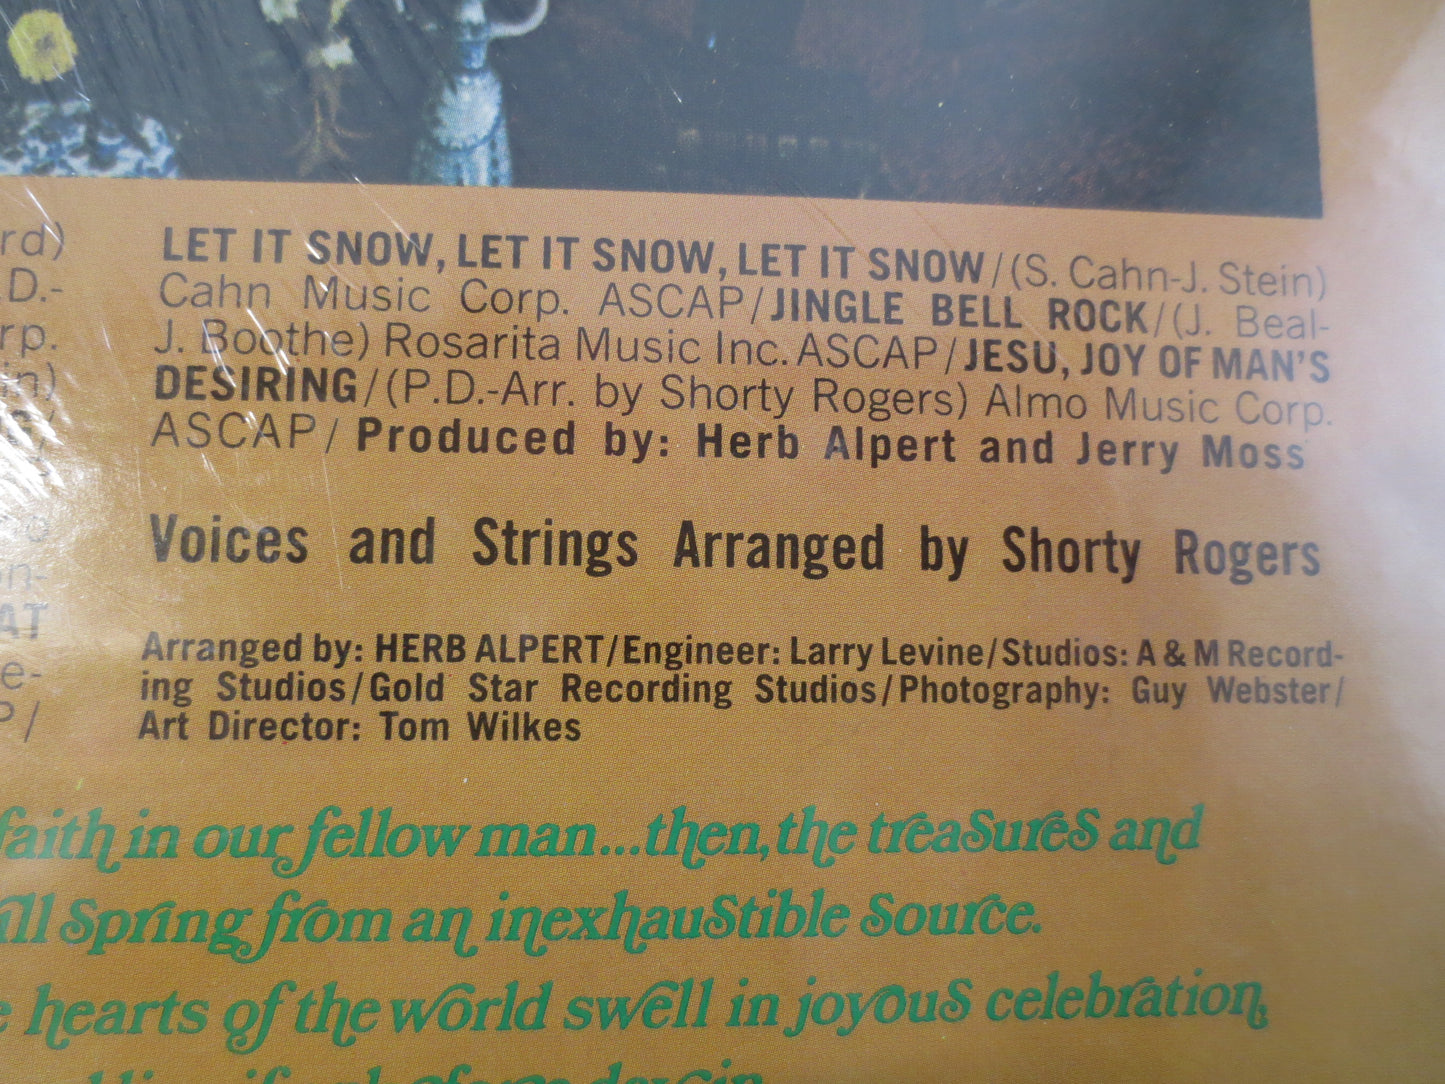 LET IT SNOW, LET IT SNOW, LET IT SNOW/(S. Cahn-J. Stein)
Cahn Music Corp. ASCAP/JINGLE BELL ROCK/(J. Beal-
J. Boothe) Rosarita Music Inc. ASCAP/JESU, JOY OF MAN'S
DESIRING/(P.D.-Arr. by Shorty Rogers) Almo Music Corp.
ASCAP/ Produced by: Herb Alpert and Jerry Moss
Voices and Strings Arranged by Shorty Rogers
Arranged by: HERB ALPERT/Engineer: Larry Levine/Studios: A & M Record-
ing Studios/Gold Star Recording Studios/Photography: Guy Webster/
Art Director: Tom Wilkes
faith in our fellow man...then, the treasures and
spring from an inexhaustible source.
hearts of the world swell in joyous celebration,